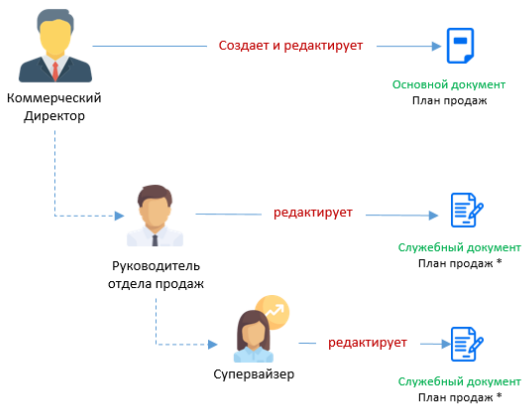 Создает и редактирует
Основной документ
План продаж
Коммерческий
Директор
редактирует
Служебный документ
План продаж *
Руководитель
отдела продаж
редактирует
Супервайзер
Служебный документ
План продаж *